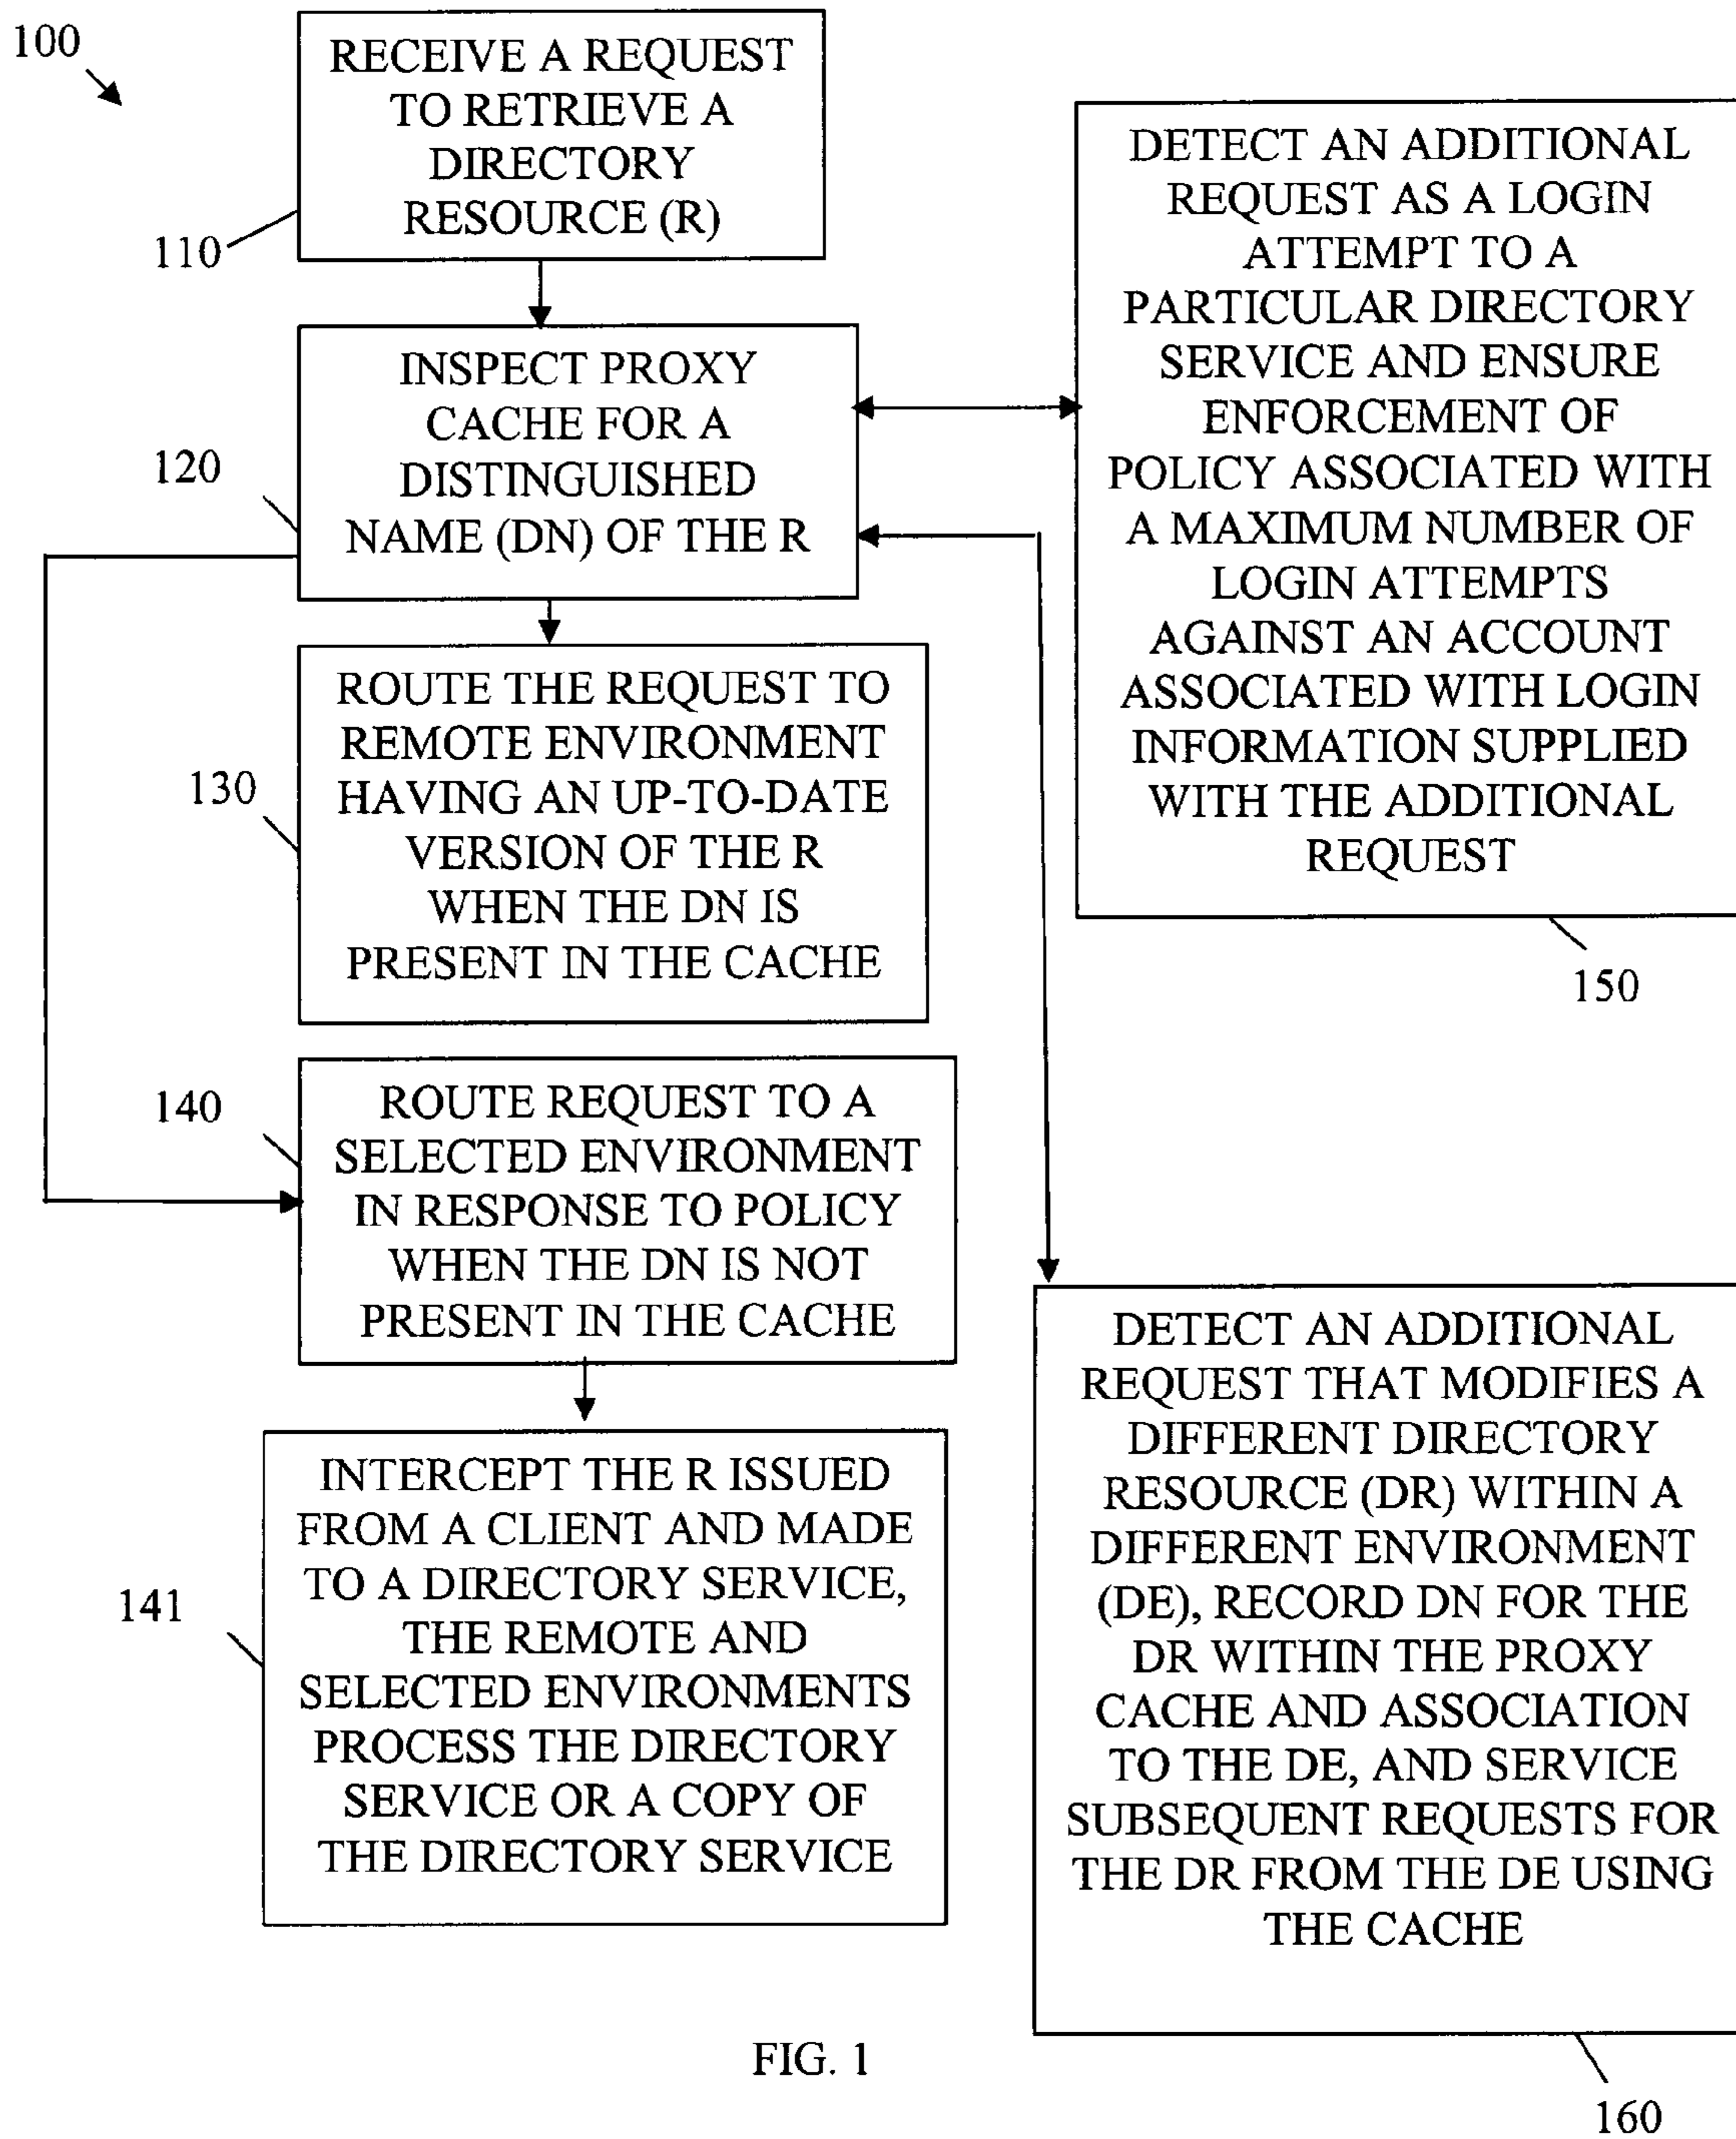 100
RECEIVE A REQUEST
TO RETRIEVE A
DIRECTORY
RESOURCE (R)
110
INSPECT PROXY
CACHE FOR A
DISTINGUISHED
NAME (DN) OF THE R
120
ROUTE THE REQUEST TO
REMOTE ENVIRONMENT
HAVING AN UP-TO-DATE
VERSION OF THE R
WHEN THE DN IS
PRESENT IN THE CACHE
130
ROUTE REQUEST TO A
SELECTED ENVIRONMENT
IN RESPONSE TO POLICY
WHEN THE DN IS NOT
PRESENT IN THE CACHE
140
INTERCEPT THE R ISSUED
FROM A CLIENT AND MADE
TO A DIRECTORY SERVICE,
THE REMOTE AND
SELECTED ENVIRONMENTS
PROCESS THE DIRECTORY
SERVICE OR A COPY OF
THE DIRECTORY SERVICE
141
DETECT AN ADDITIONAL
REQUEST AS A LOGIN
ATTEMPT TO A
PARTICULAR DIRECTORY
SERVICE AND ENSURE
ENFORCEMENT OF
POLICY ASSOCIATED WITH
A MAXIMUM NUMBER OF
LOGIN ATTEMPTS
AGAINST AN ACCOUNT
ASSOCIATED WITH LOGIN
INFORMATION SUPPLIED
WITH THE ADDITIONAL
REQUEST
150
DETECT AN ADDITIONAL
REQUEST THAT MODIFIES A
DIFFERENT DIRECTORY
RESOURCE (DR) WITHIN A
DIFFERENT ENVIRONMENT
(DE), RECORD DN FOR THE
DR WITHIN THE PROXY
CACHE AND ASSOCIATION
TO THE DE, AND SERVICE
SUBSEQUENT REQUESTS FOR
THE DR FROM THE DE USING
THE CACHE
160
FIG. 1